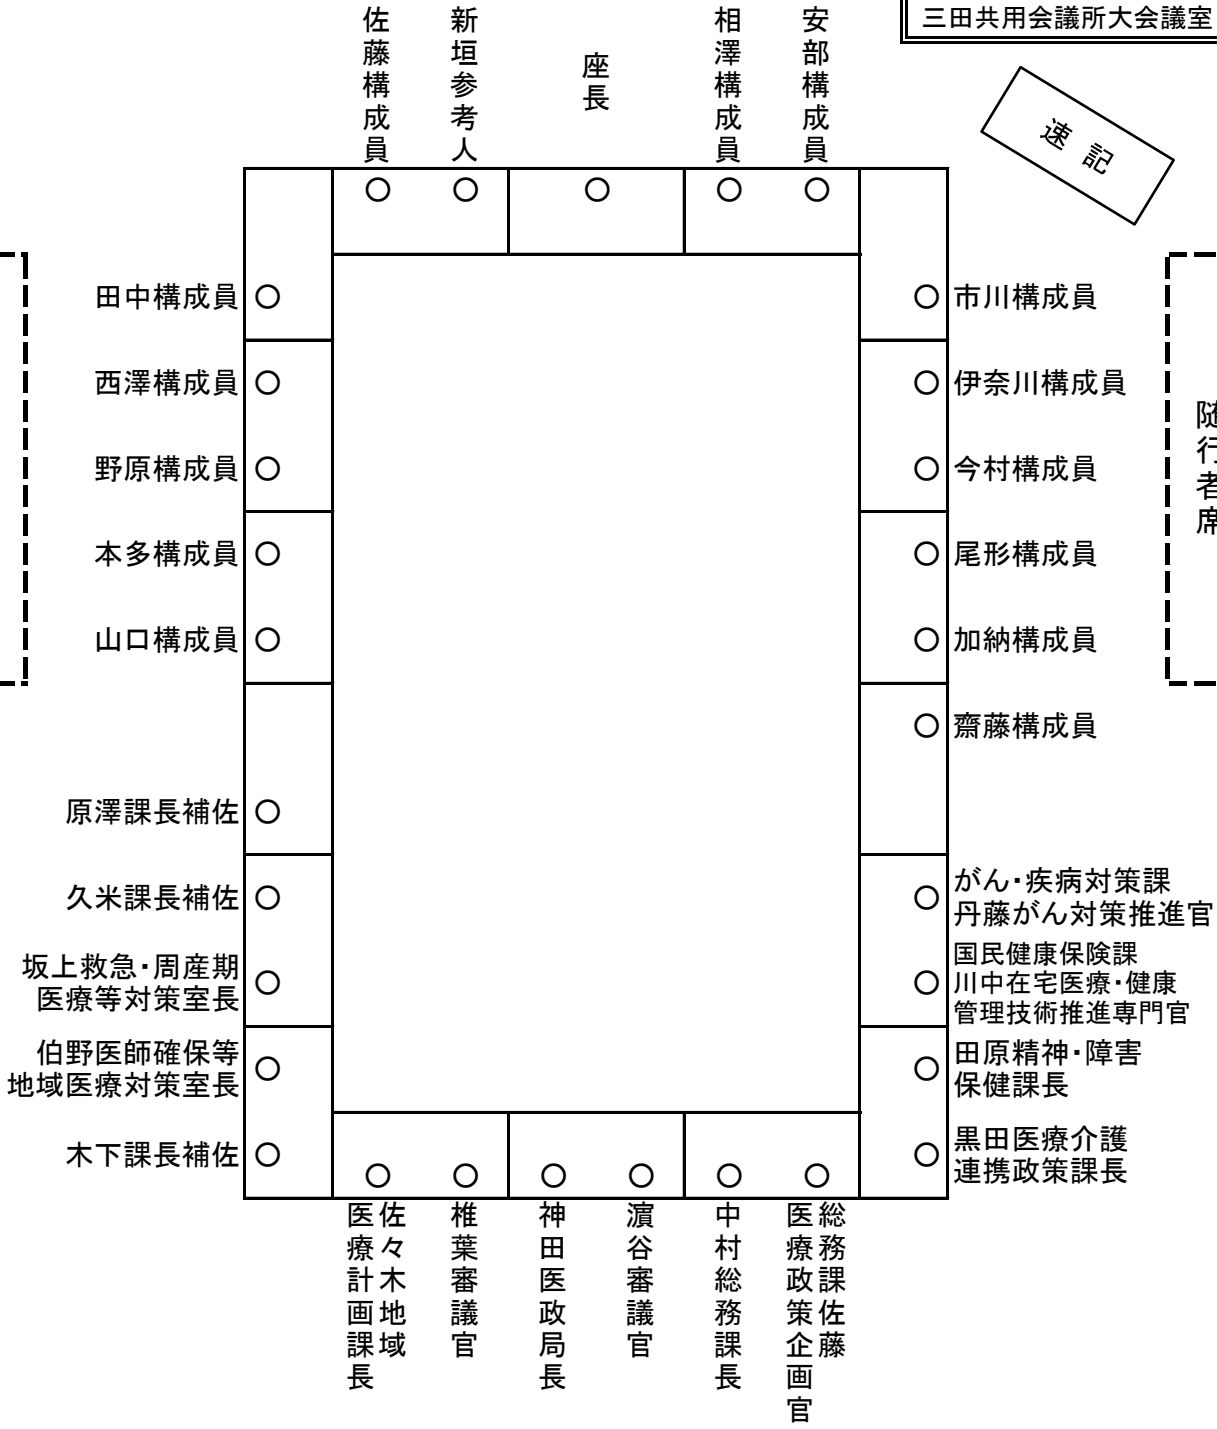 三田共用会議所大会議室
佐藤構成員
新垣参考人
座長
相澤構成員
安部構成員
速記
田中構成員
西澤構成員
野原構成員
本多構成員
山口構成員
原澤課長補佐
久米課長補佐
坂上救急・周産期
医療等対策室長
伯野医師確保等
地域医療対策室長
木下課長補佐
市川構成員
伊奈川構成員
今村構成員
尾形構成員
加納構成員
齋藤構成員
がん・疾病対策課
丹藤がん対策推進官
国民健康保険課
川中在宅医療・健康
管理技術推進専門官
田原精神・障害
保健課長
黒田医療介護
連携政策課長
随行者席
佐々木地域
医療計画課長
椎葉審議官
神田医政局長
濵谷審議官
中村総務課長
総務課佐藤
医療政策企画官